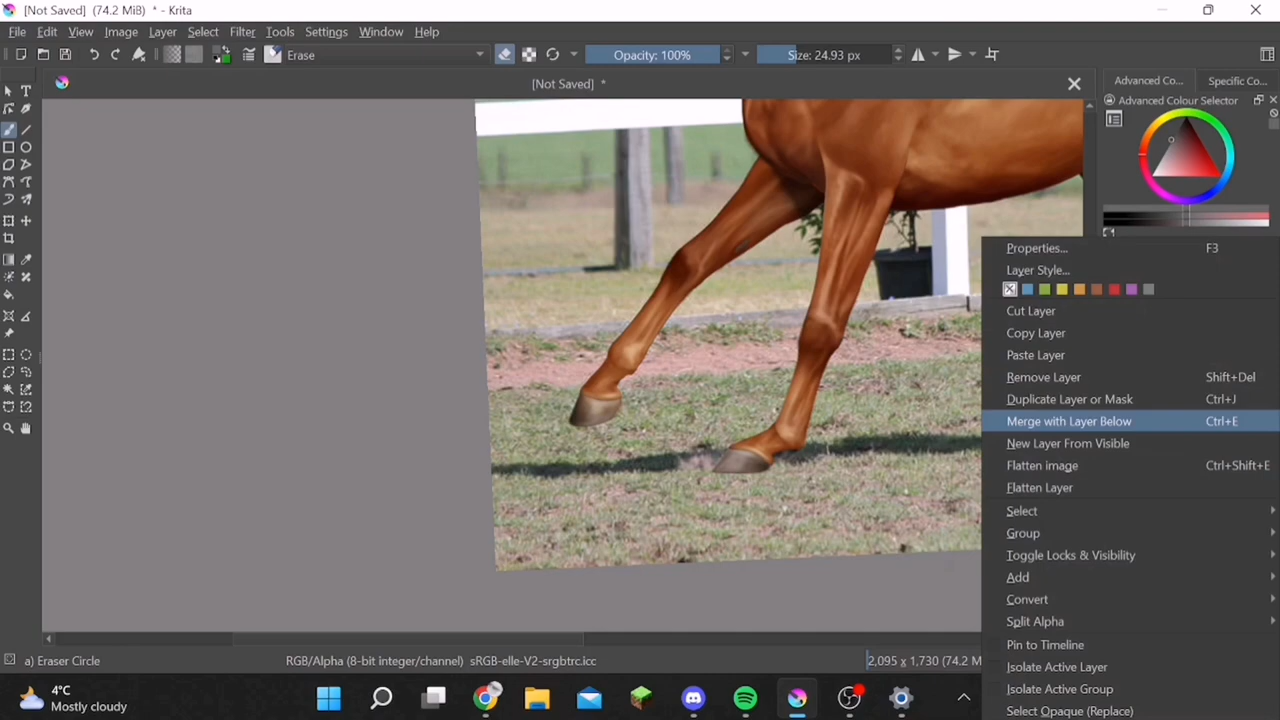 [Not Saved] (74.2 MiB) * - Krita
File Edit View Image Layer Select Filter Tools Settings Window Help
Erase Opacity: 100% Size: 24.93 px
[Not Saved] *
Advanced Co... Specific Co...
Advanced Colour Selector
Properties... F3
Layer Style...
Cut Layer
Copy Layer
Paste Layer
Remove Layer Shift+Del
Duplicate Layer or Mask Ctrl+J
Merge with Layer Below Ctrl+E
New Layer From Visible
Flatten image Ctrl+Shift+E
Flatten Layer
Select
Group
Toggle Locks & Visibility
Add
Convert
Split Alpha
Pin to Timeline
Isolate Active Layer
Isolate Active Group
Select Opaque (Replace)
a) Eraser Circle RGB/Alpha (8-bit integer/channel) sRGB-elle-V2-srgbtrc.icc 2,095 x 1,730 (74.2 M
4°C
Mostly cloudy